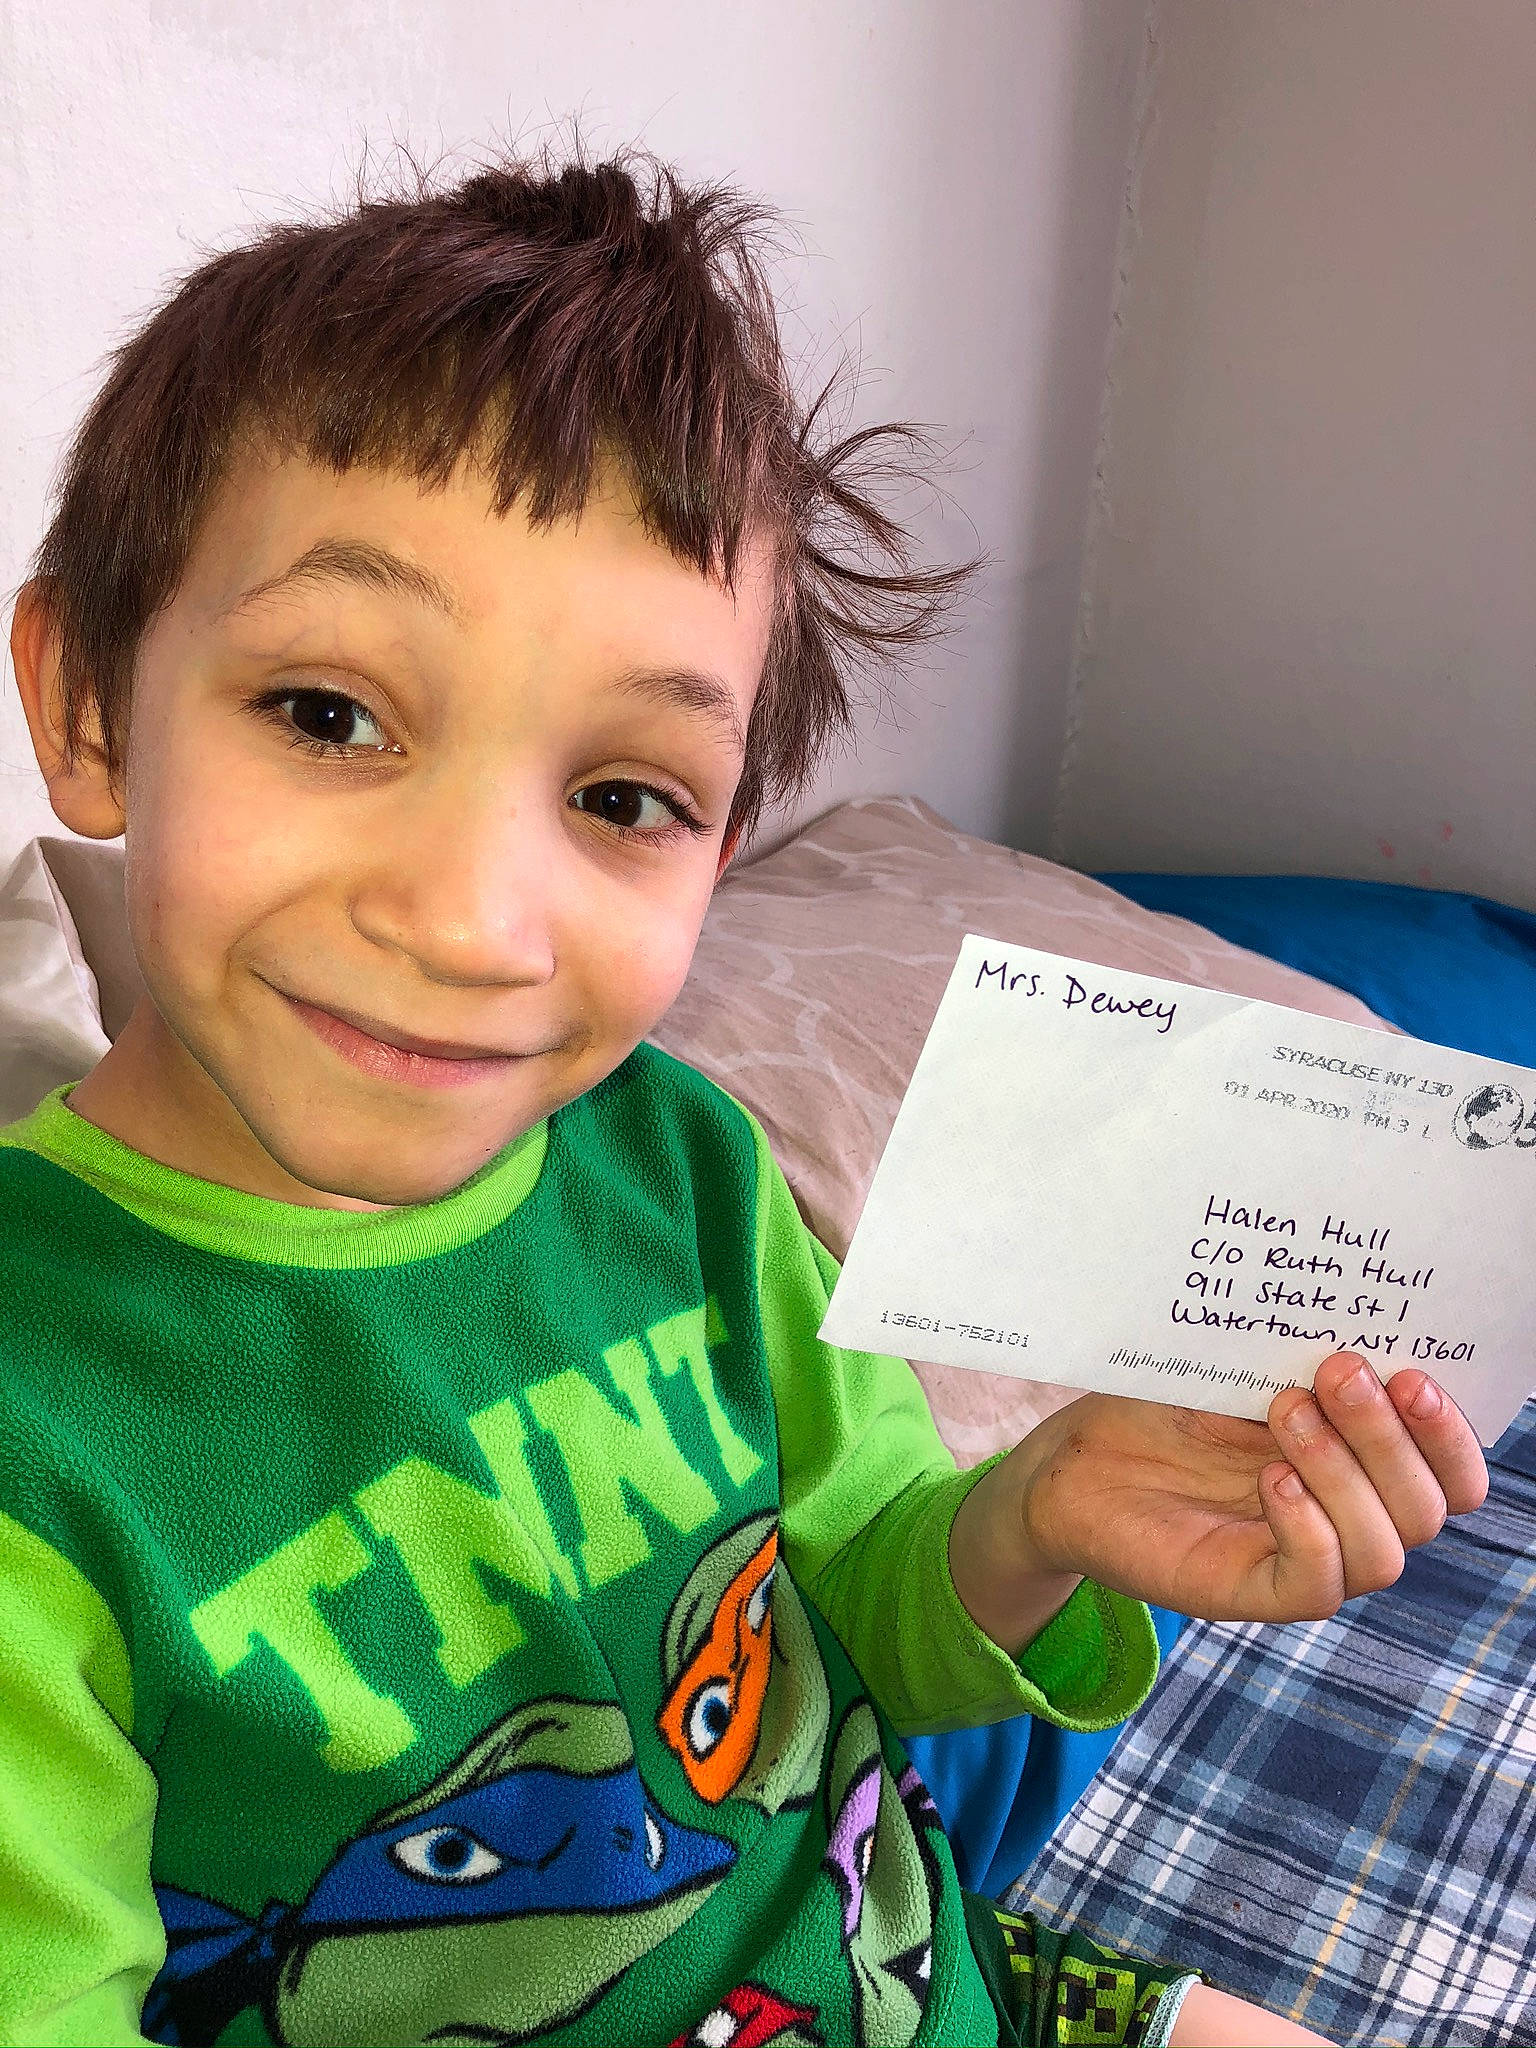 Mrs. Dewey
SYRACUSE NY 130
01 APR 2020 PM 3 L
Halen Hull
C/O Ruth Hull
911 State St 1
Watertown, NY 13601
13601-752101
TMNT